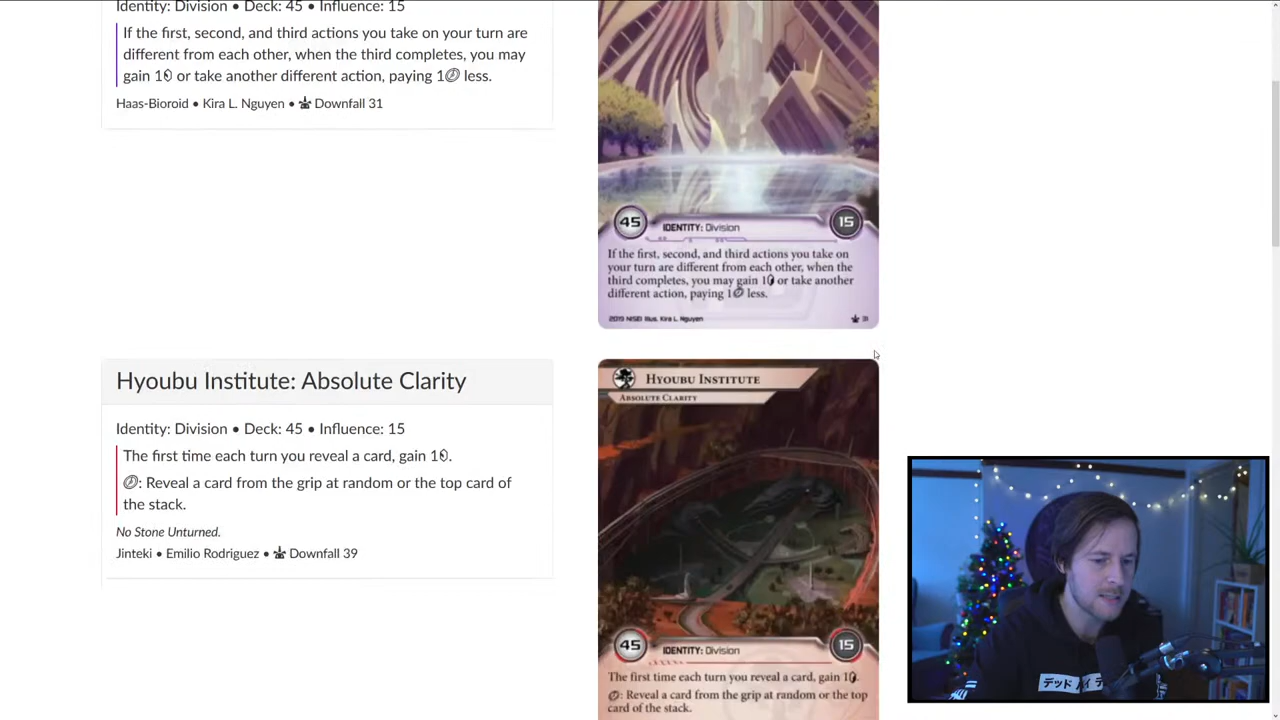 Identity: Division • Deck: 45 • Influence: 15
If the first, second, and third actions you take on your turn are
different from each other, when the third completes, you may
gain 1 or take another different action, paying 1 less.
Haas-Bioroid • Kira L. Nguyen • Downfall 31
45
IDENTITY: Division
15
If the first, second, and third actions you take on
your turn are different from each other, when the
third completes, you may gain 1 or take another
different action, paying 1 less.
2019 NISEI Illus. Kira L. Nguyen
31
Hyoubu Institute: Absolute Clarity
Identity: Division • Deck: 45 • Influence: 15
The first time each turn you reveal a card, gain 1.
: Reveal a card from the grip at random or the top card of
the stack.
No Stone Unturned.
Jinteki • Emilio Rodriguez • Downfall 39
HYOUBU INSTITUTE
ABSOLUTE CLARITY
45
IDENTITY: Division
15
The first time each turn you reveal a card, gain 1.
: Reveal a card from the grip at random or the top
card of the stack.
デッド イ デ